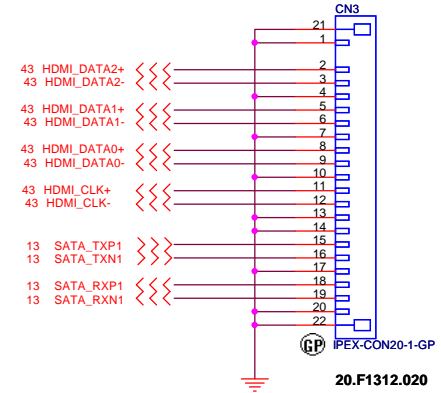 CN3
21
1
43 HDMI_DATA2+ 2
43 HDMI_DATA2- 3
4
43 HDMI_DATA1+ 5
43 HDMI_DATA1- 6
7
43 HDMI_DATA0+ 8
43 HDMI_DATA0- 9
10
43 HDMI_CLK+ 11
43 HDMI_CLK- 12
13
14
13 SATA_TXP1 15
13 SATA_TXN1 16
17
13 SATA_RXP1 18
13 SATA_RXN1 19
20
22
GP IPEX-CON20-1-GP
20.F1312.020